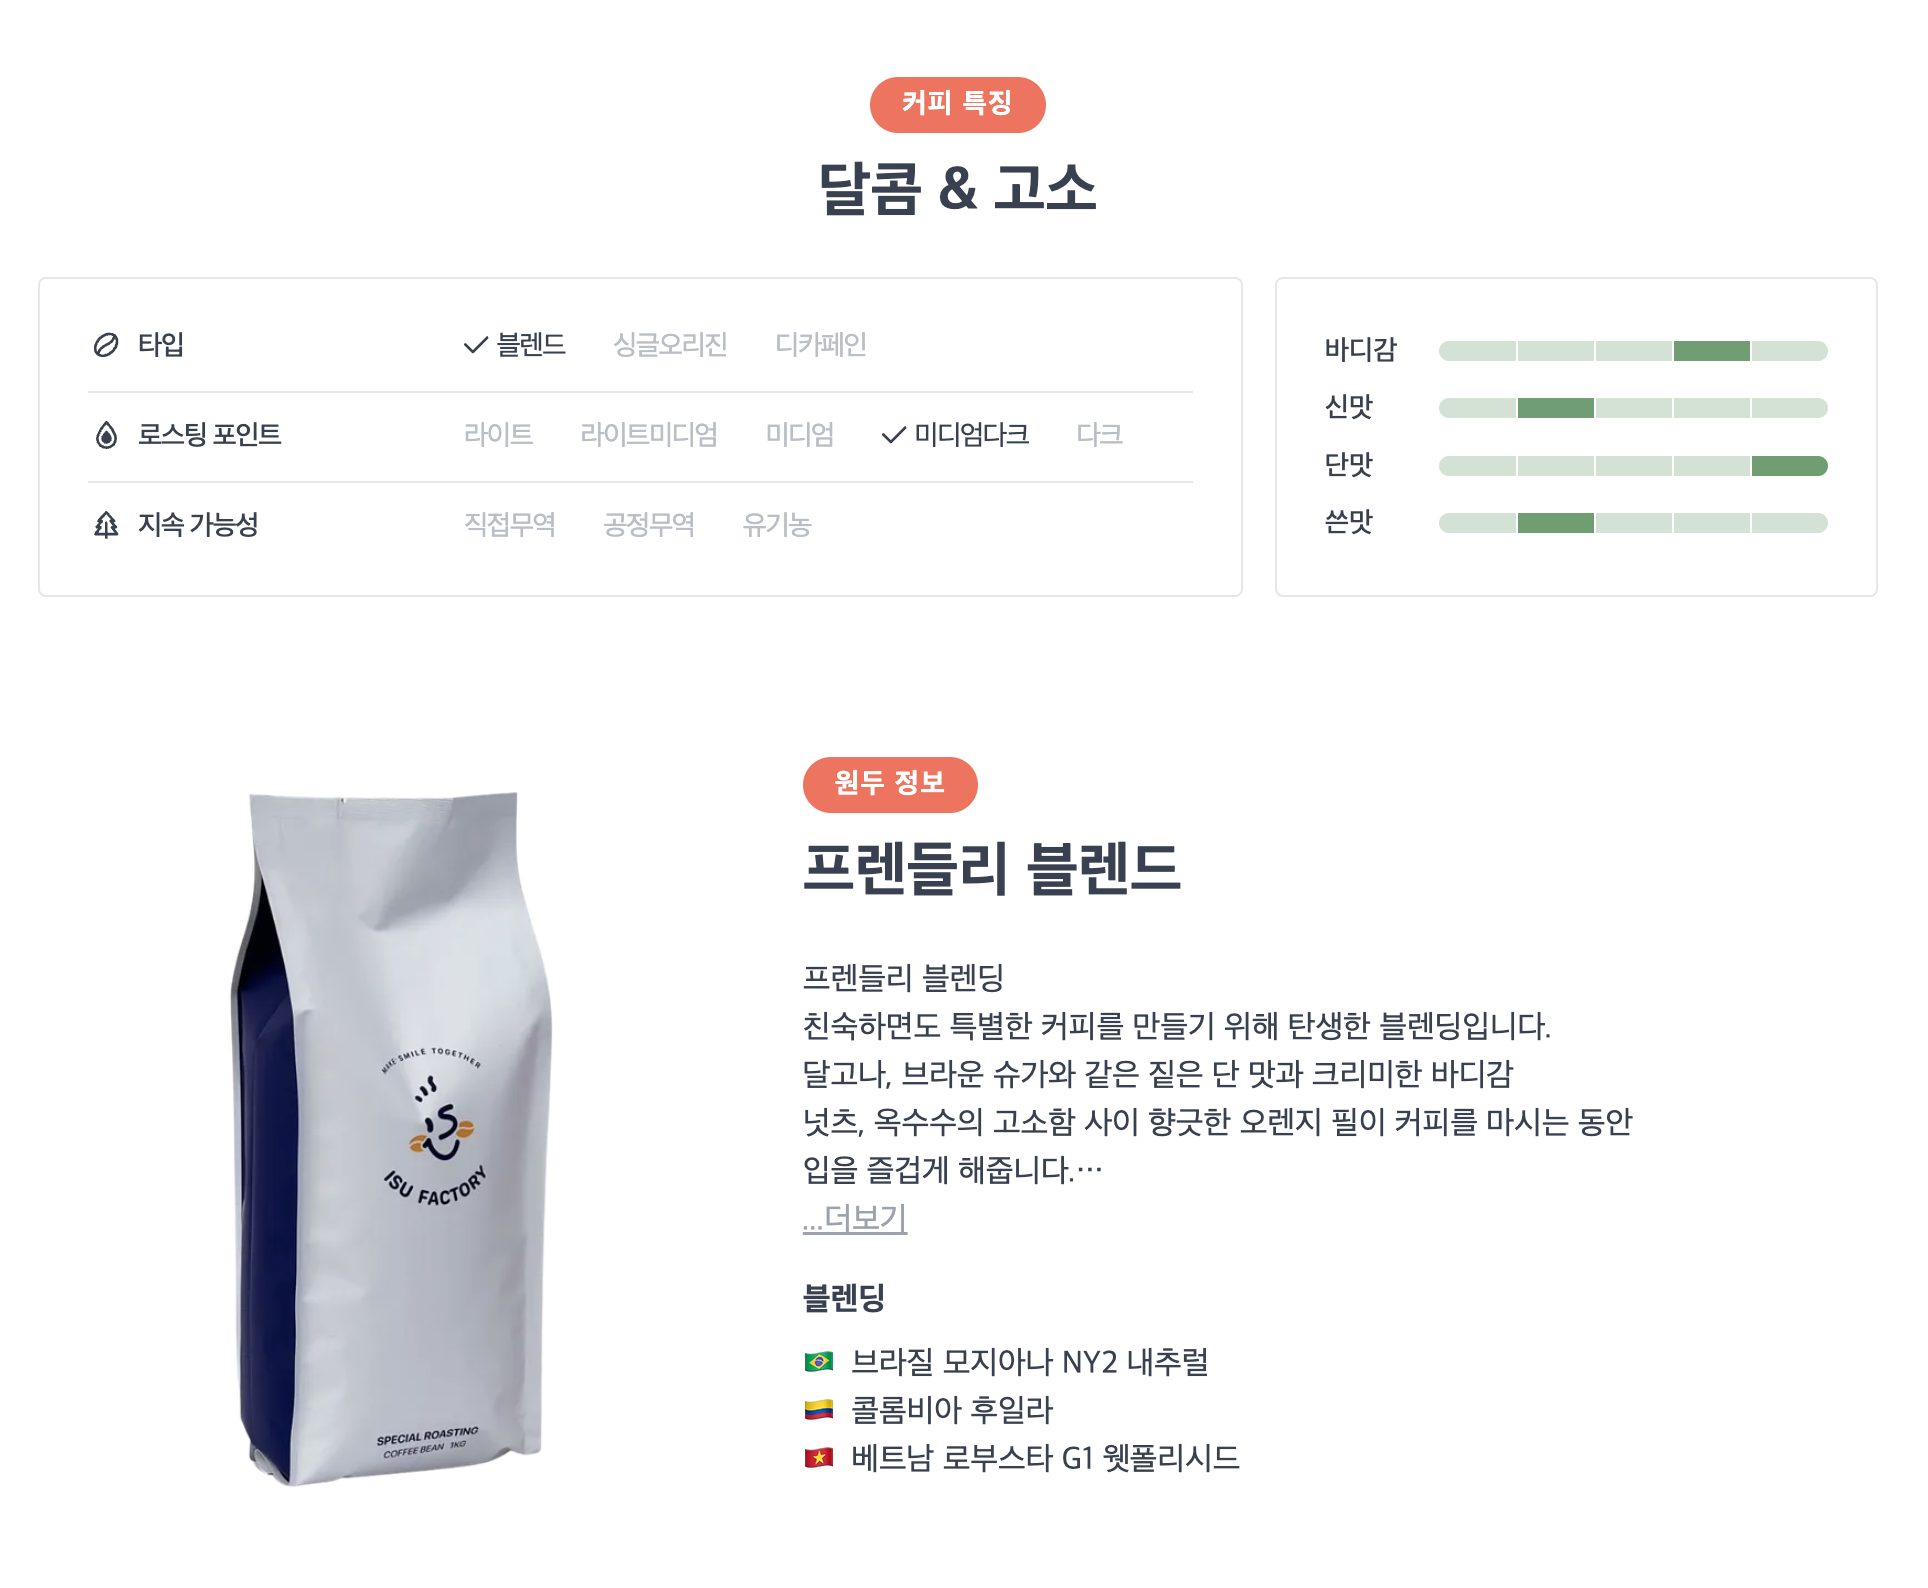 커피 특징
달콤 & 고소
타입 블렌드 싱글오리진 디카페인
로스팅 포인트 라이트 라이트미디엄 미디엄 미디엄다크 다크
지속 가능성 직접무역 공정무역 유기농
바디감
신맛
단맛
쓴맛
MAKE SMILE TOGETHER
ISU FACTORY
SPECIAL ROASTING
COFFEE BEAN 1KG
원두 정보
프렌들리 블렌드
프렌들리 블렌딩
친숙하면도 특별한 커피를 만들기 위해 탄생한 블렌딩입니다.
달고나, 브라운 슈가와 같은 짙은 단 맛과 크리미한 바디감
넛츠, 옥수수의 고소함 사이 향긋한 오렌지 필이 커피를 마시는 동안
입을 즐겁게 해줍니다.…
...더보기
블렌딩
브라질 모지아나 NY2 내추럴
콜롬비아 후일라
베트남 로부스타 G1 웻폴리시드